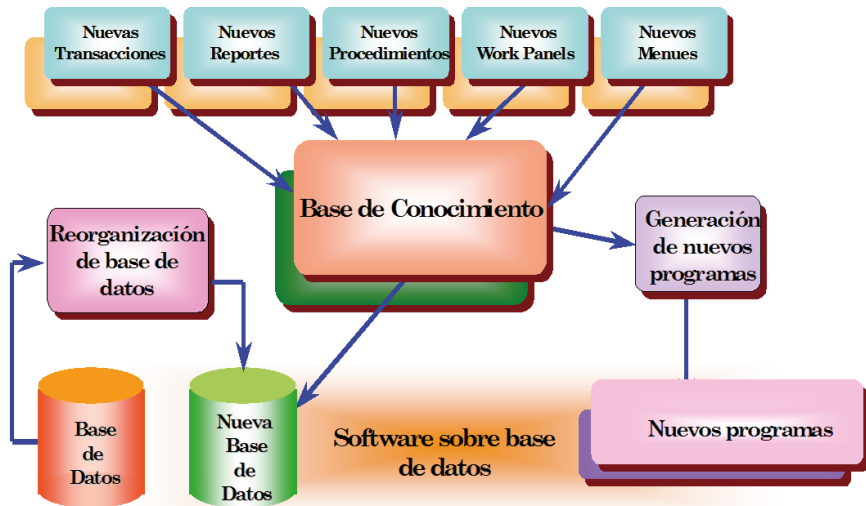 Nuevas
Transacciones
Nuevos
Reportes
Nuevos
Procedimientos
Nuevos
Work Panels
Nuevos
Menues
Base de Conocimiento
Reorganización
de base de
datos
Generación
de nuevos
programas
Base
de
Datos
Nueva
Base
de
Datos
Software sobre base
de datos
Nuevos programas